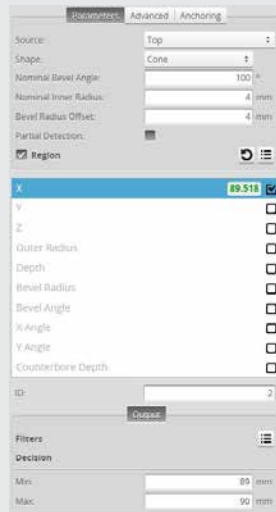 Parameters Advanced Anchoring
Source: Top
Shape: Cone
Nominal Bevel Angle: 100 °
Nominal Inner Radius: 4 mm
Bevel Radius Offset: 4 mm
Partial Detection:
Region
X 89.518
Y
Z
Outer Radius
Depth
Bevel Radius
Bevel Angle
X Angle
Y Angle
Counterbore Depth
ID: 2
Output
Filters
Decision
Min: 89 mm
Max: 90 mm